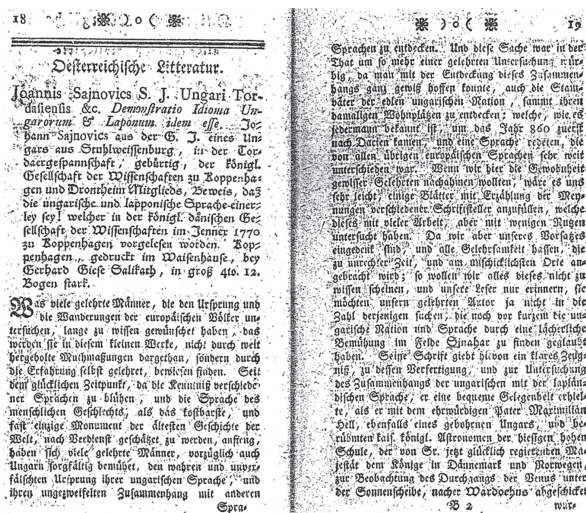 18 ) o (
Oesterreichische Litteratur.
Joannis Sajnovics S. J. Ungari Tor-
dasiensis &c. Demonstratio Idioma Un-
garorum & Laponum idem esse. Jo-
hann Sajnovics aus der G. J. eines Un-
gars aus Stuhlweissenburg, in der Tor-
daergespannschaft, gebürtig, der königl.
Gesellschaft der Wissenschaften zu Koppenha-
gen und Drontheim Mitglieds, Beweis, daß
die ungarische und lapponische Sprache einer-
ley sey! welcher in der königl. dänischen Ge-
sellschaft der Wissenschaften im Jenner 1770
zu Koppenhagen vorgelesen worden. Kop-
penhagen, gedruckt im Waisenhause, bey
Gerhard Giese Salikath, in groß 4to. 12.
Bogen stark.
Was viele gelehrte Männer, die den Ursprung und
die Wanderungen der europäischen Völker un-
tersuchen, lange zu wissen gewünschet haben, das
werden sie in diesem kleinen Werke, nicht durch weit
hergeholte Muthmaßungen dargethan, sondern durch
die Erfahrung selbst gelehret, bewiesen finden. Seit
dem glücklichen Zeitpunkt, da die Kenntniß verschiede-
ner Sprachen zu blühen, und die Sprache des
menschlichen Geschlechts, als das kostbarste, und
fast einzige Monument der ältesten Geschichte der
Welt, nach Verdienst geschätzet zu werden, anfieng,
haben sich viele gelehrte Männer, vorzüglich auch
Ungarn sorgfältig bemühet, den wahren und unver-
fälschten Ursprung ihrer ungarischen Sprache, und
ihren ungezweifelten Zusammenhang mit anderen
Spra-
) o ( 19
Sprachen zu entdecken. Und diese Sache war in der
That um so mehr einer gelehrten Untersuchung wür-
dig, da man mit der Entdeckung dieses Zusammen-
hangs ganz gewiß hoffen konnte, auch die Stam-
väter der edlen ungarischen Nation, sammt ihren
damaligen Wohnplätzen zu entdecken; welche, wie es
jedermann bekannt ist, um das Jahr 860 zuerst
nach Dacien kamen, und eine Sprache redeten, die
von allen übrigen europäischen Sprachen sehr weit
unterschieden war. Wenn wir hier die Gewohnheit
gewisser Gelehrten nachahmen wollten, wäre es uns
sehr leicht, einige Blätter mit Erzählung der Mey-
nungen verschiedener Schriftsteller anzufüllen, welche
dieses mit vieler Arbeit, aber mit wenigen Nutzen
untersucht haben. Da wir aber unseres Vorsatzes
eingedenk sind, und alle Gelehrsamkeit hassen, die
zu unrechter Zeit, und am unschicklichsten Orte an-
gebracht wird; so wollen wir alles dieses nicht zu
wissen scheinen, und unsere Leser nur erinnern, sie
möchten unsern gelehrten Autor ja nicht in die
Zahl derjenigen suchen, die noch vor kurzem die un-
garische Nation und Sprache durch eine lächerliche
Bemühung im Felde Sinahar zu finden geglaubt
haben. Seine Schrift giebt hievon ein klares Zeug-
niß, zu dessen Verfertigung, und zur Untersuchung
des Zusammenhangs der ungarischen mit der laplän-
dischen Sprache, er eine bequeme Gelegenheit erhiel-
te, als er mit dem ehrwürdigen Pater Maximilian
Hell, ebenfalls eines gebohrnen Ungars, und be-
rühmten kais. königl. Astronomen der hiesigen hohen
Schule, der von Sr. jetzt glücklich regierenden Ma-
jestät dem Könige in Dännemark und Norwegen,
zur Beobachtung des Durchgangs der Venus unter
der Sonnenscheibe, nacher Wardoehus abgeschicket
B 2 wur-